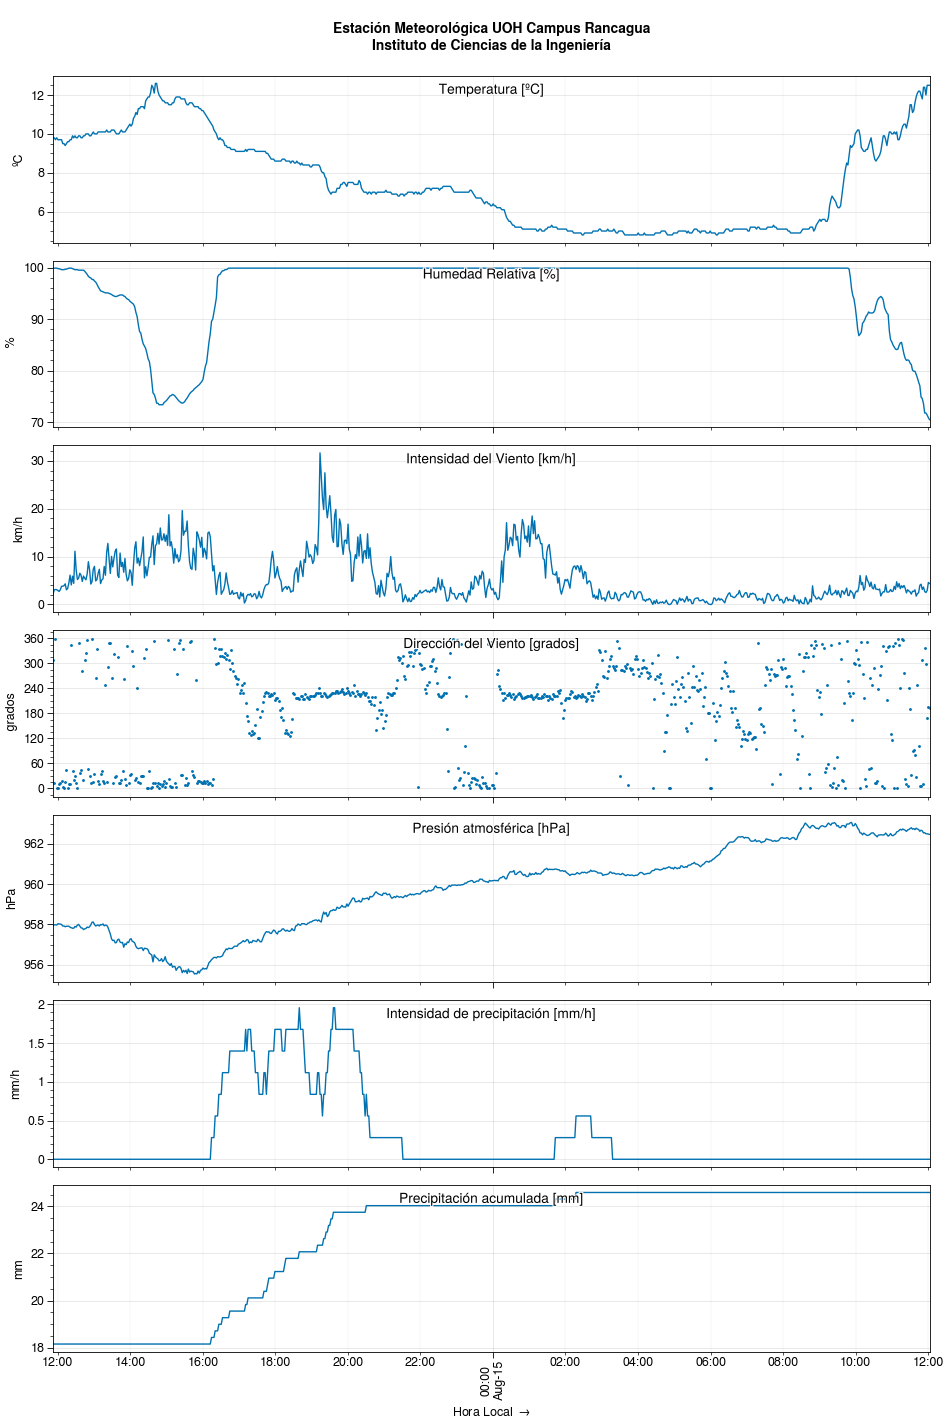 Estación Meteorológica UOH Campus Rancagua
Instituto de Ciencias de la Ingeniería
Temperatura [ºC]
12
10
8
6
ºC
Humedad Relativa [%]
100
90
80
70
%
Intensidad del Viento [km/h]
30
20
10
0
km/h
Dirección del Viento [grados]
360
300
240
180
120
60
0
grados
Presión atmosférica [hPa]
962
960
958
956
hPa
Intensidad de precipitación [mm/h]
2
1.5
1
0.5
0
mm/h
Precipitación acumulada [mm]
24
22
20
18
mm
12:00 14:00 16:00 18:00 20:00 22:00 00:00 02:00 04:00 06:00 08:00 10:00 12:00
Aug-15
Hora Local →